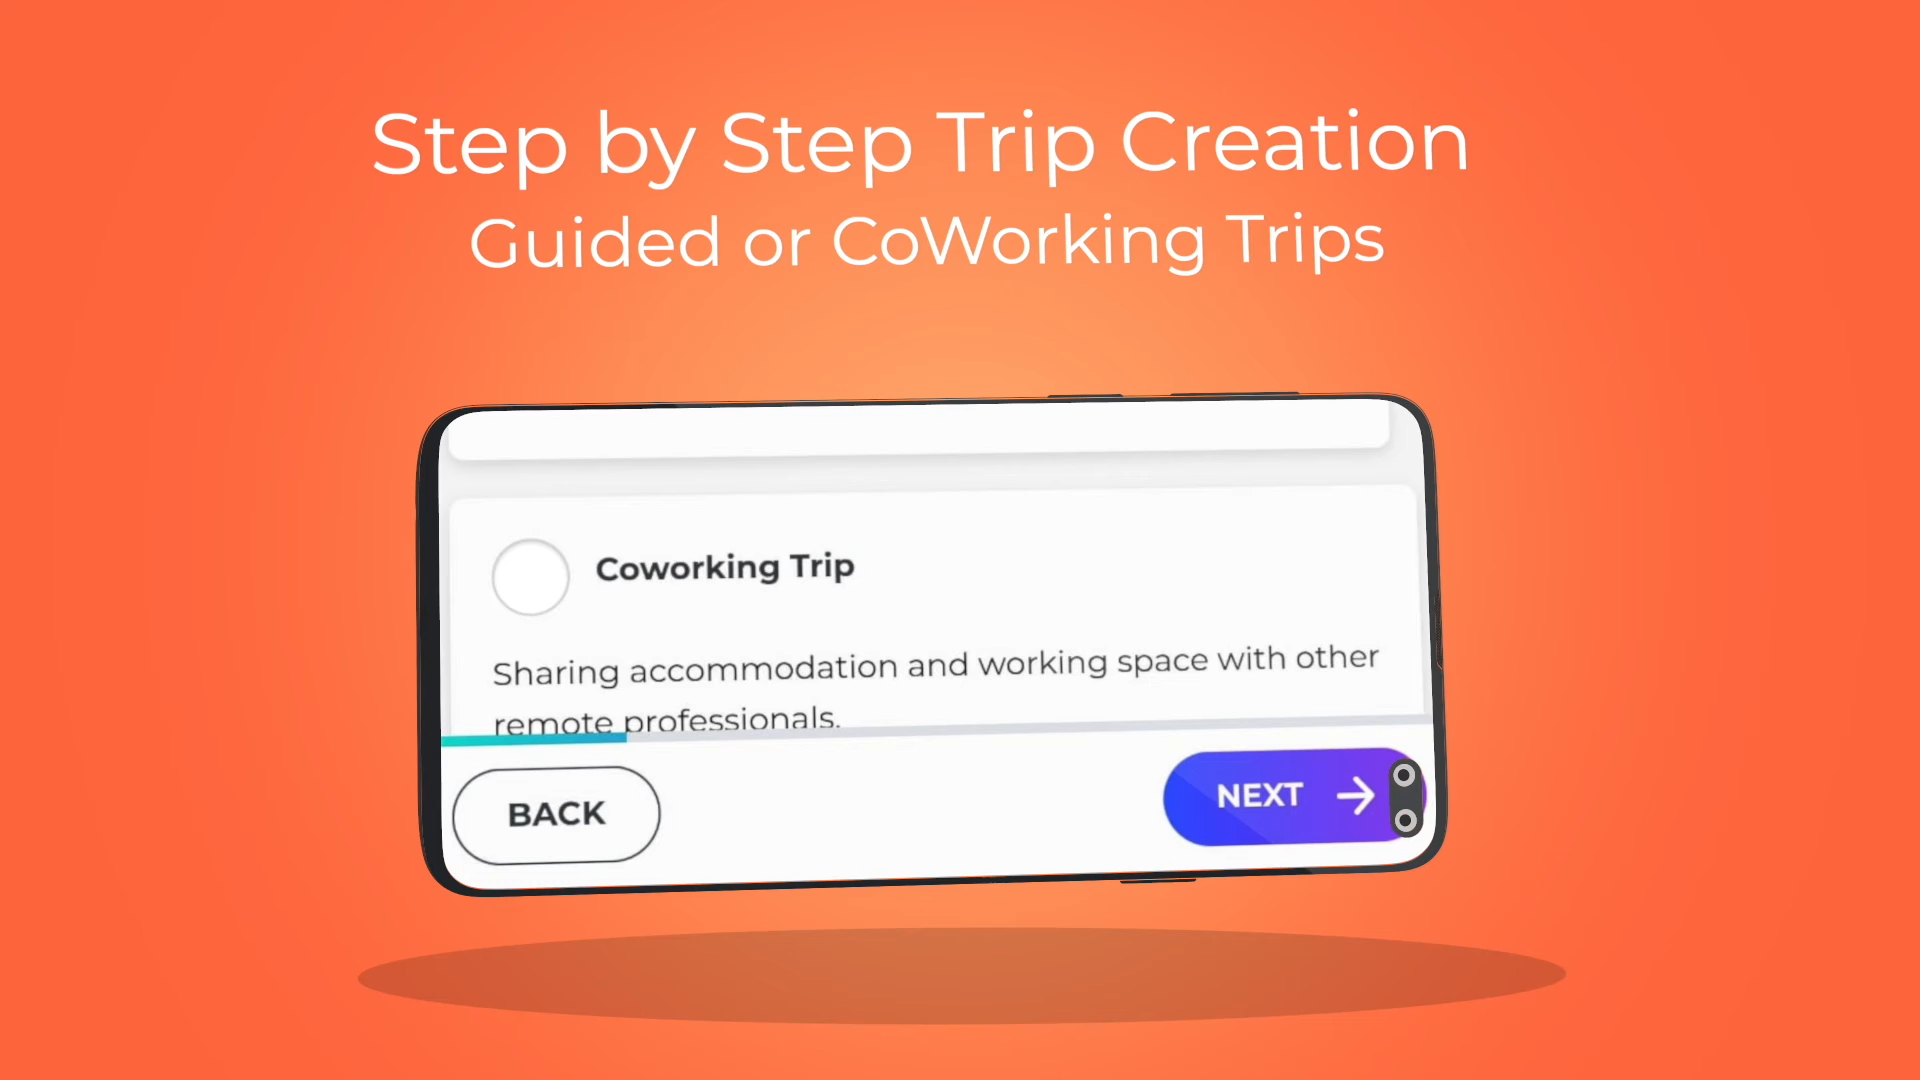 Step by Step Trip Creation
Guided or CoWorking Trips
Coworking Trip
Sharing accommodation and working space with other
remote professionals.
BACK
NEXT